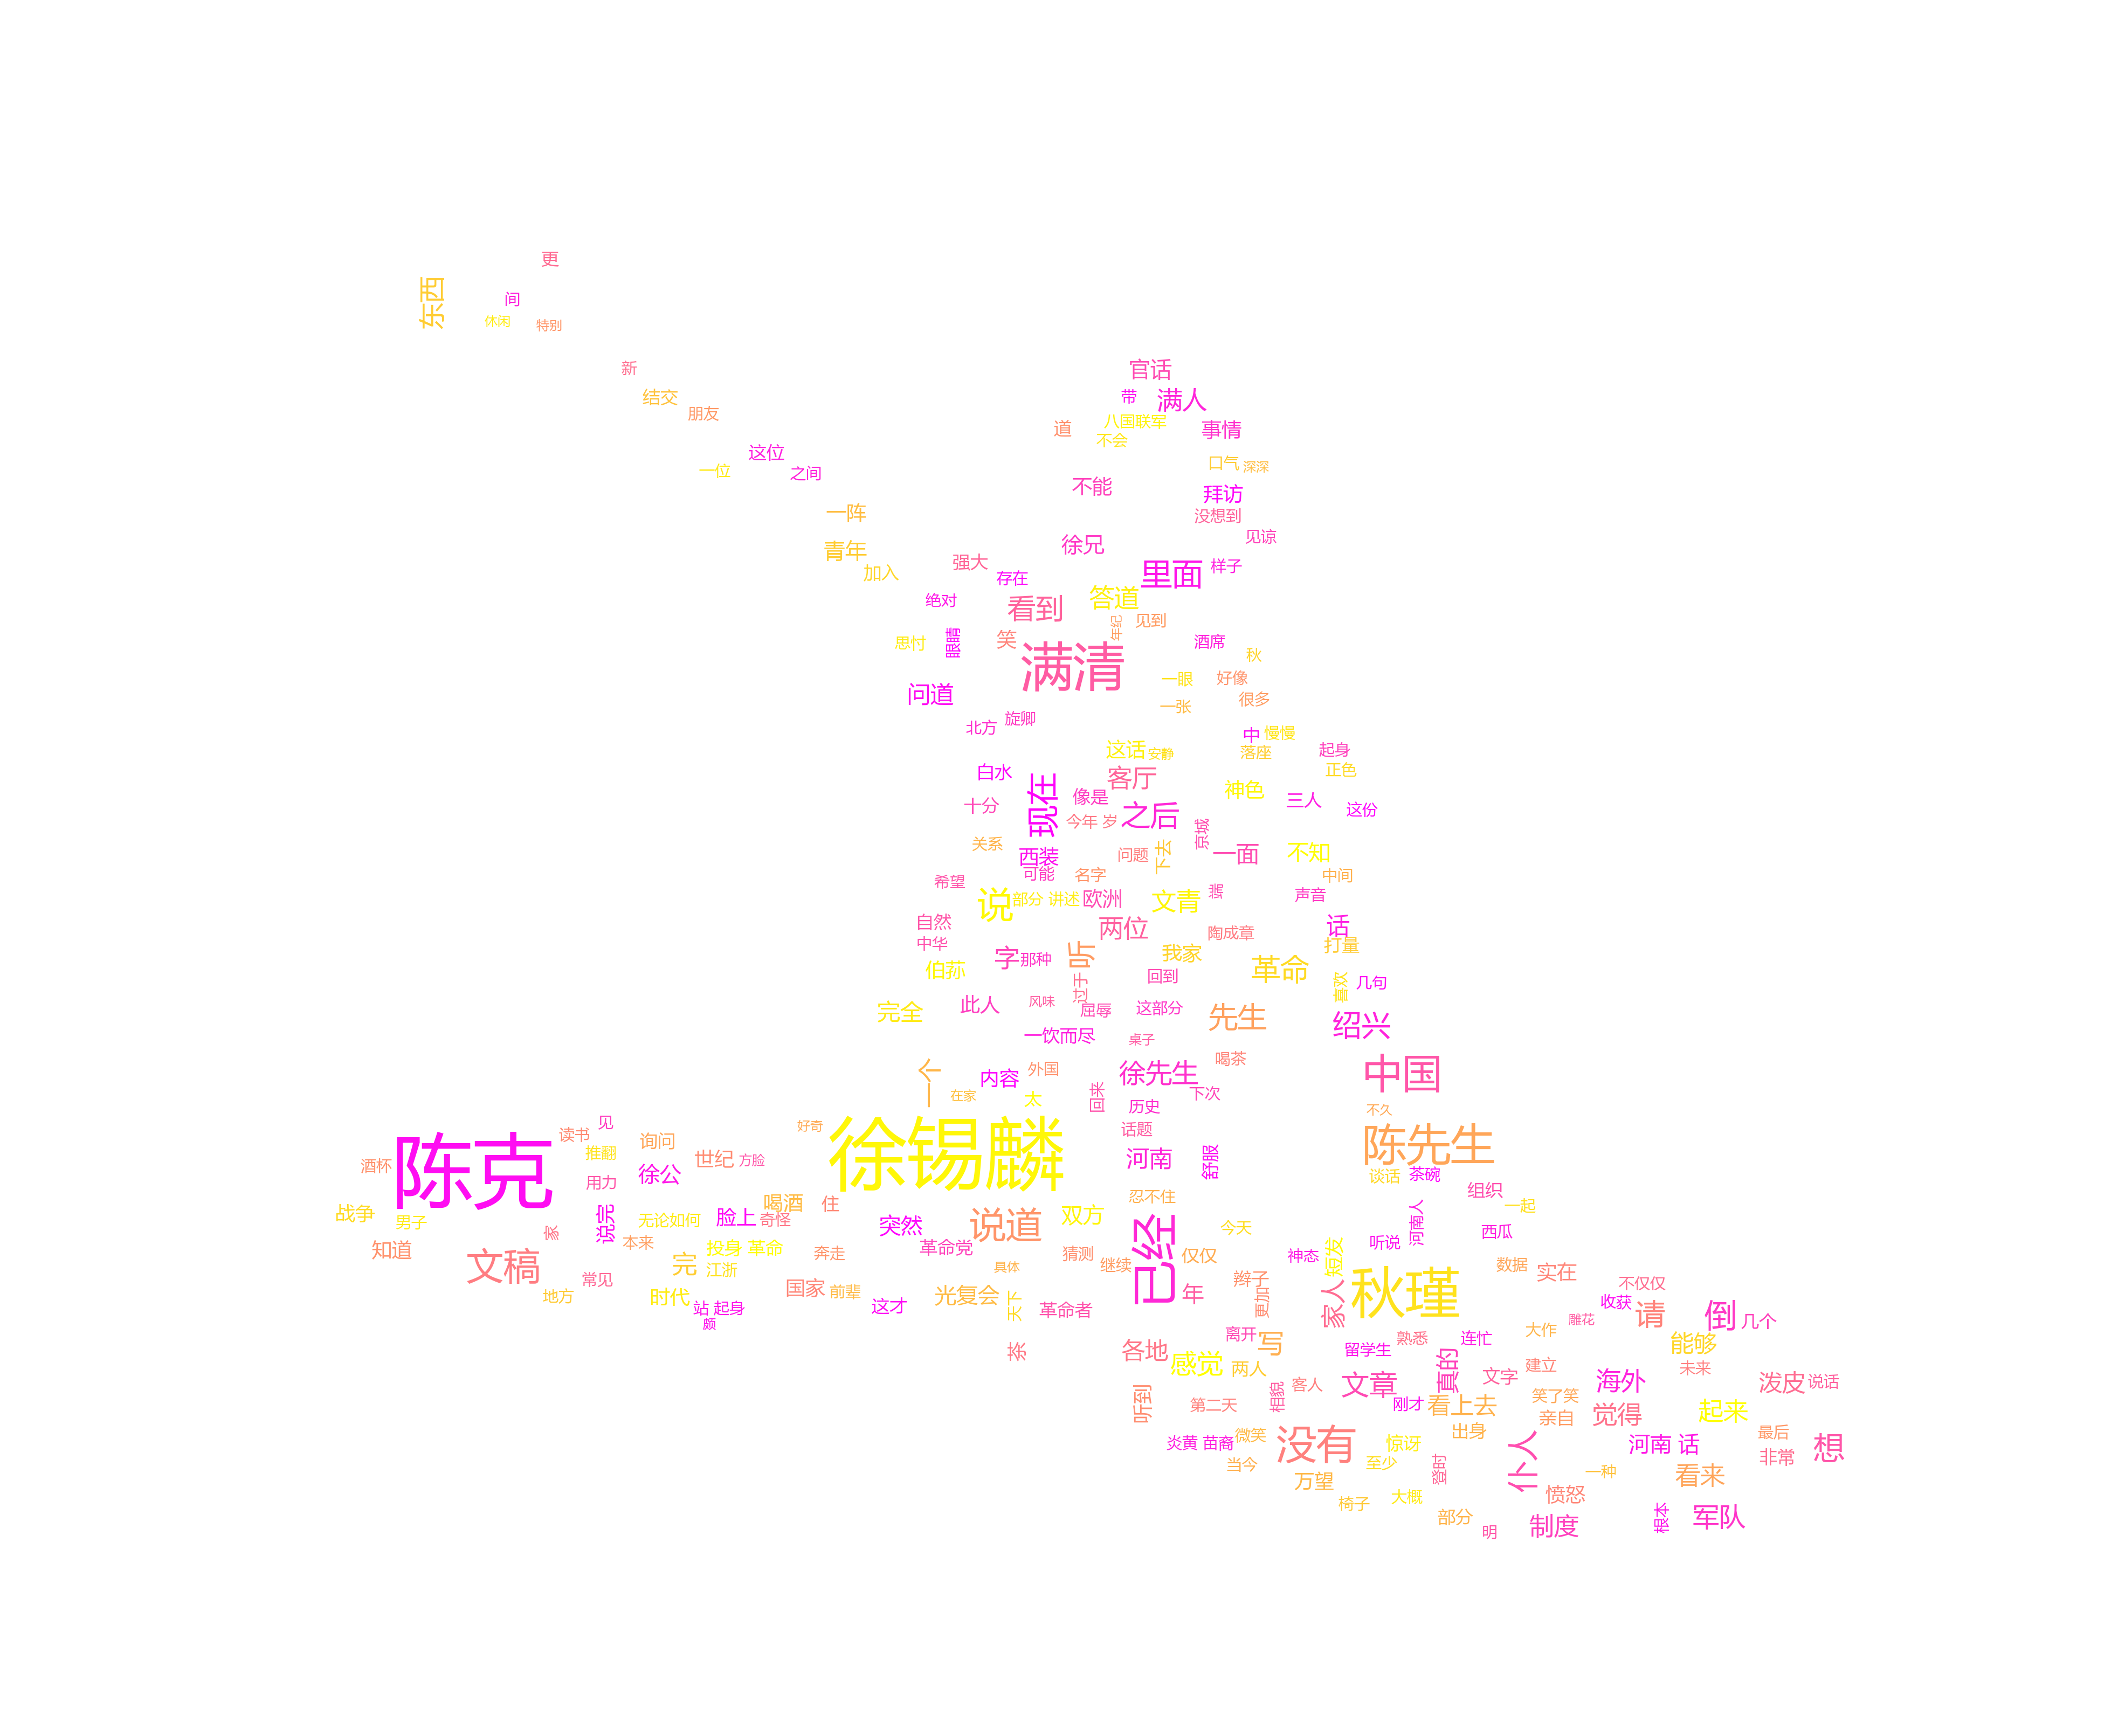 更
东西
间
休闲
特别
新
官话
结交
带
满人
朋友
八国联军
道
事情
不会
这位
一位
之间
口气
深深
不能
拜访
一阵
没想到
见谅
徐兄
青年
强大
样子
加入
存在
里面
绝对
看到
答道
见到
年纪
思忖
眼睛
笑
酒席
秋
满清
一眼
好像
问道
很多
一张
旋卿
北方
中
慢慢
这话
安静
落座
起身
白水
客厅
正色
神色
现在
十分
像是
三人
这份
今年
岁
之后
京城
关系
西装
问题
下去
一面
不知
可能
名字
中间
希望
说
部分
讲述
欧洲
文青
声音
自然
两位
陶成章
话
中华
字
那种
听
我家
打量
伯荪
回到
革命
过于
喜欢
几句
完全
此人
风味
屈辱
这部分
先生
绍兴
一饮而尽
桌子
一个
内容
外国
喝茶
徐先生
中国
在家
太
回来
历史
下次
不久
见
好奇
话题
读书
询问
陈克
徐锡麟
陈先生
推翻
酒杯
世纪
方脸
河南
舒服
用力
徐公
谈话
茶碗
喝酒
住
忍不住
组织
一起
战争
男子
说完
无论如何
脸上
奇怪
突然
说道
双方
已经
今天
河南人
西瓜
家
本来
知道
文稿
投身
革命
奔走
革命党
猜测
仅仅
神态
听说
短发
完
江浙
具体
继续
数据
实在
常见
国家
前辈
辫子
秋瑾
不仅仅
地方
时代
站
起身
这才
光复会
天下
革命者
年
更加
家人
收获
请
倒
几个
颇
离开
雕花
去
各地
写
熟悉
连忙
大作
能够
感觉
两人
留学生
真的
建立
未来
听到
客人
文章
文字
海外
泼皮
说话
第二天
相貌
刚才
看上去
笑了笑
觉得
起来
亲自
炎黄
苗裔
微笑
没有
惊讶
出身
仆人
河南
话
最后
想
当今
至少
登时
一种
看来
非常
万望
愤怒
椅子
大概
部分
明
制度
根本
军队